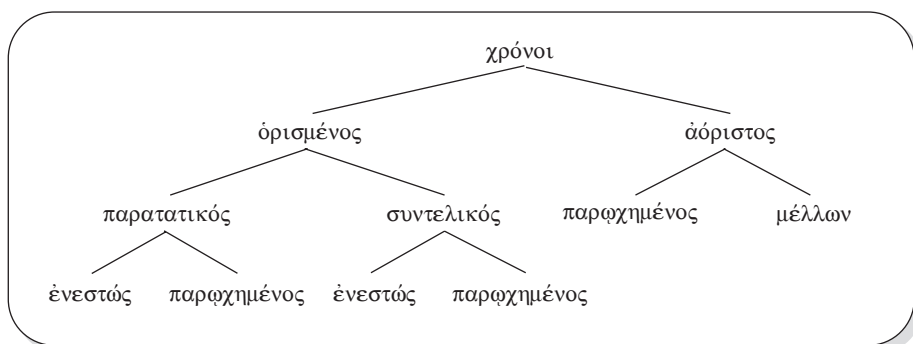 χρόνοι
ὁρισμένος ἀόριστος
παρατατικός συντελικός παρῳχημένος μέλλων
ἐνεστώς παρῳχημένος ἐνεστώς παρῳχημένος